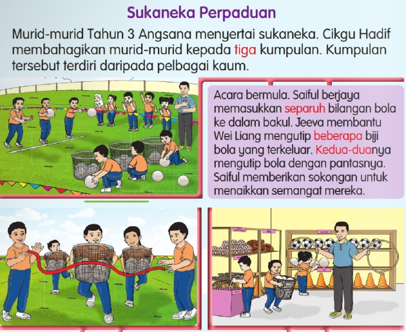 Sukaneka Perpaduan
Murid-murid Tahun 3 Angsana menyertai sukaneka. Cikgu Hadif
membahagikan murid-murid kepada tiga kumpulan. Kumpulan
tersebut terdiri daripada pelbagai kaum.
Acara bermula. Saiful berjaya
memasukkan separuh bilangan bola
ke dalam bakul. Jeeva membantu
Wei Liang mengutip beberapa biji
bola yang terkeluar. Kedua-duanya
mengutip bola dengan pantasnya.
Saiful memberikan sokongan untuk
menaikkan semangat mereka.